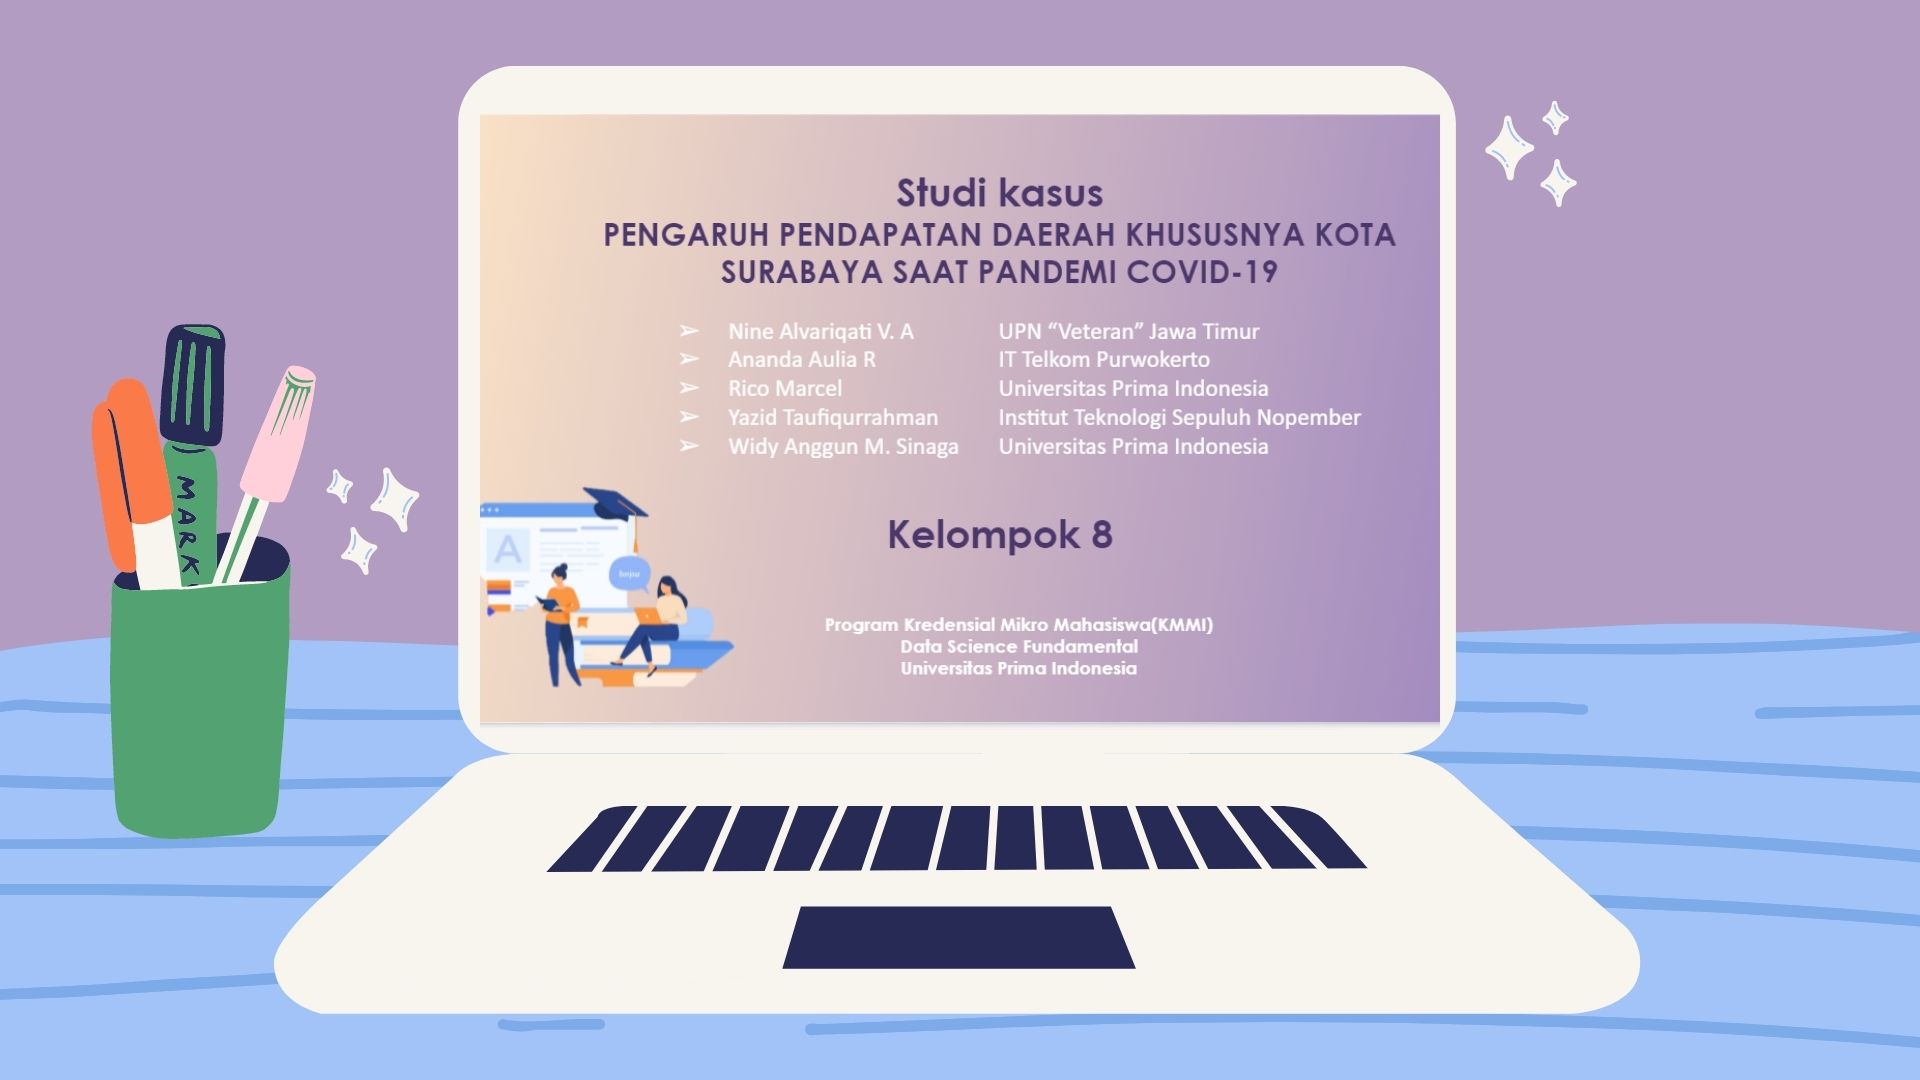 Studi kasus
PENGARUH PENDAPATAN DAERAH KHUSUSNYA KOTA
SURABAYA SAAT PANDEMI COVID-19
➢ Nine Alvariqati V. A UPN “Veteran” Jawa Timur
➢ Ananda Aulia R IT Telkom Purwokerto
➢ Rico Marcel Universitas Prima Indonesia
➢ Yazid Taufiqurrahman Institut Teknologi Sepuluh Nopember
➢ Widy Anggun M. Sinaga Universitas Prima Indonesia
MARK
A
Kelompok 8
Program Kredensial Mikro Mahasiswa(KMMI)
Data Science Fundamental
Universitas Prima Indonesia